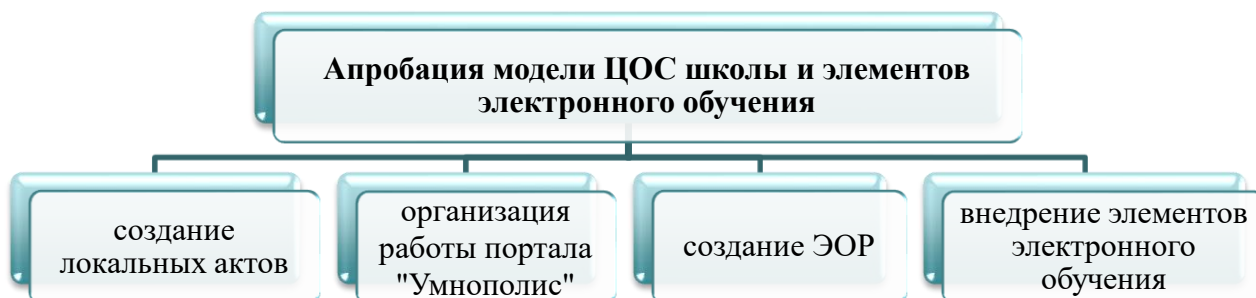 Апробация модели ЦОС школы и элементов
электронного обучения
создание
локальных актов
организация
работы портала
"Умнополис"
создание ЭОР
внедрение элементов
электронного
обучения